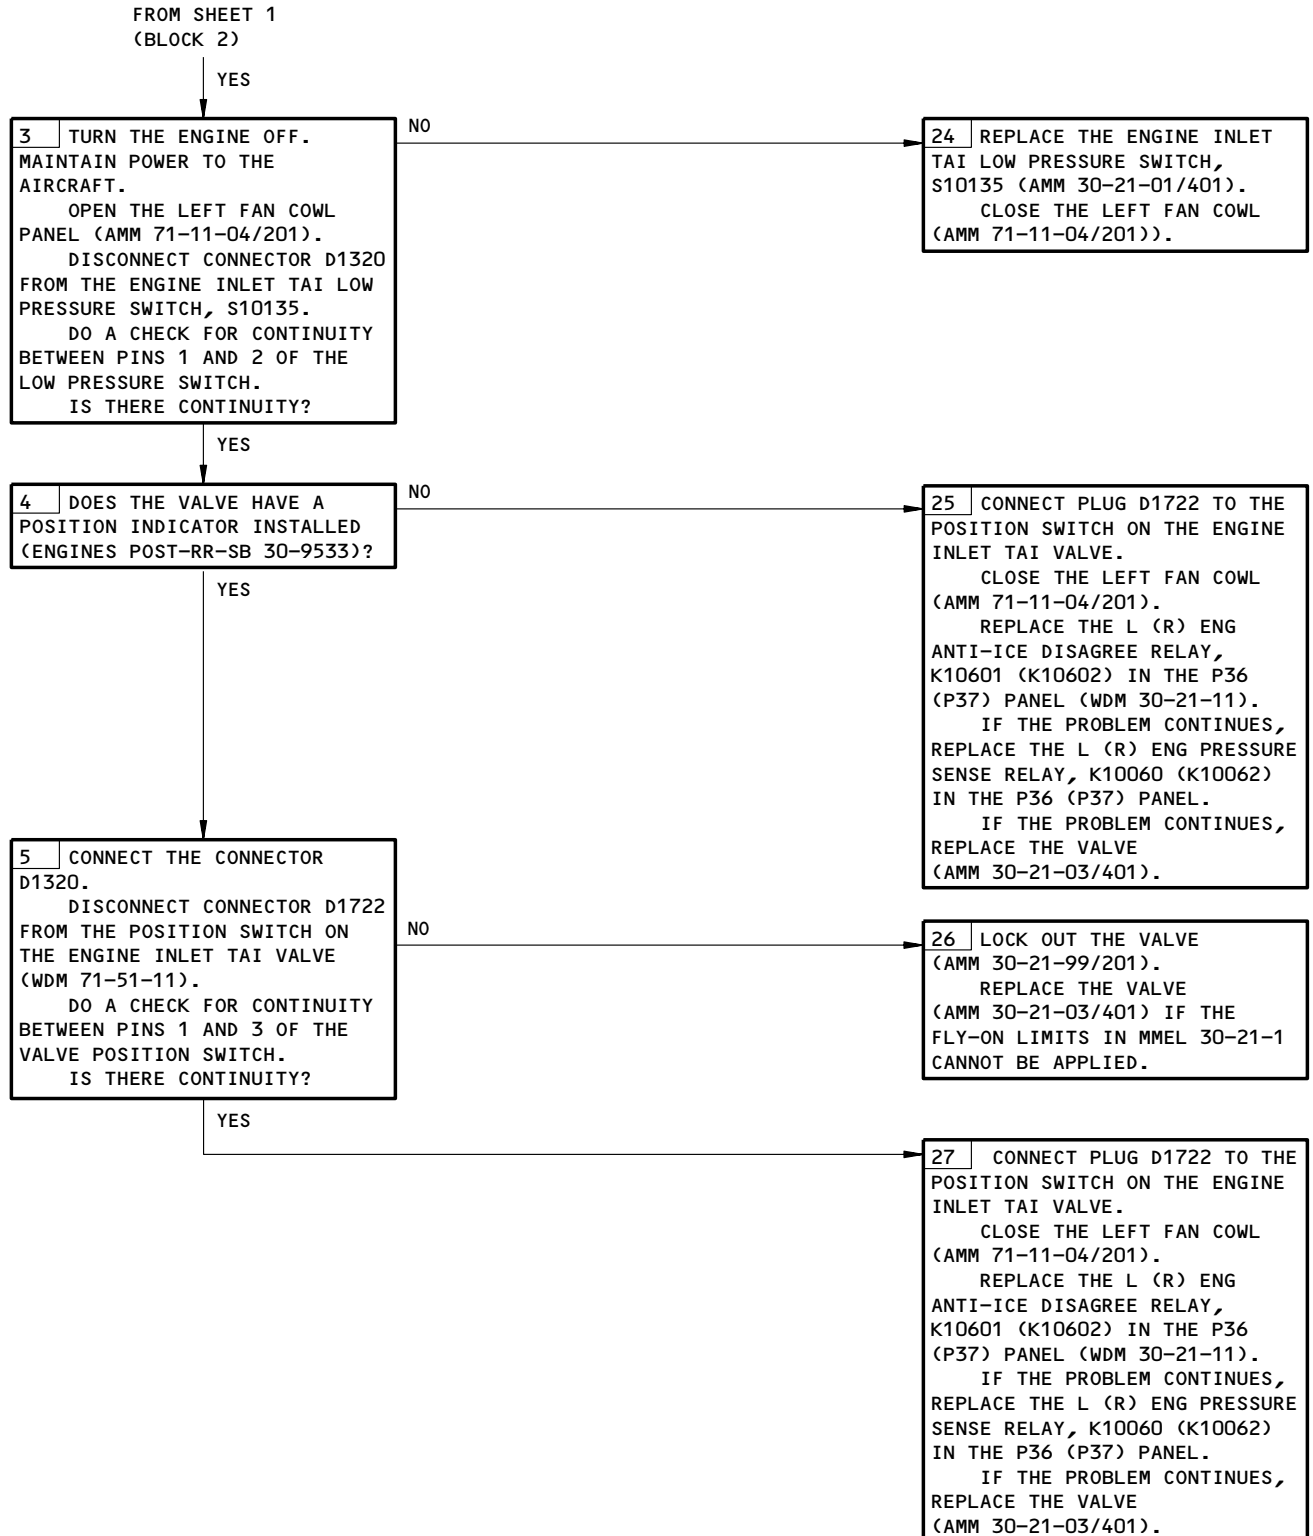 FROM SHEET 1
(BLOCK 2)
YES
3 TURN THE ENGINE OFF.
MAINTAIN POWER TO THE
AIRCRAFT.
OPEN THE LEFT FAN COWL
PANEL (AMM 71-11-04/201).
DISCONNECT CONNECTOR D1320
FROM THE ENGINE INLET TAI LOW
PRESSURE SWITCH, S10135.
DO A CHECK FOR CONTINUITY
BETWEEN PINS 1 AND 2 OF THE
LOW PRESSURE SWITCH.
IS THERE CONTINUITY?
NO
24 REPLACE THE ENGINE INLET
TAI LOW PRESSURE SWITCH,
S10135 (AMM 30-21-01/401).
CLOSE THE LEFT FAN COWL
(AMM 71-11-04/201)).
YES
4 DOES THE VALVE HAVE A
POSITION INDICATOR INSTALLED
(ENGINES POST-RR-SB 30-9533)?
NO
25 CONNECT PLUG D1722 TO THE
POSITION SWITCH ON THE ENGINE
INLET TAI VALVE.
CLOSE THE LEFT FAN COWL
(AMM 71-11-04/201).
REPLACE THE L (R) ENG
ANTI-ICE DISAGREE RELAY,
K10601 (K10602) IN THE P36
(P37) PANEL (WDM 30-21-11).
IF THE PROBLEM CONTINUES,
REPLACE THE L (R) ENG PRESSURE
SENSE RELAY, K10060 (K10062)
IN THE P36 (P37) PANEL.
IF THE PROBLEM CONTINUES,
REPLACE THE VALVE
(AMM 30-21-03/401).
YES
5 CONNECT THE CONNECTOR
D1320.
DISCONNECT CONNECTOR D1722
FROM THE POSITION SWITCH ON
THE ENGINE INLET TAI VALVE
(WDM 71-51-11).
DO A CHECK FOR CONTINUITY
BETWEEN PINS 1 AND 3 OF THE
VALVE POSITION SWITCH.
IS THERE CONTINUITY?
NO
26 LOCK OUT THE VALVE
(AMM 30-21-99/201).
REPLACE THE VALVE
(AMM 30-21-03/401) IF THE
FLY-ON LIMITS IN MMEL 30-21-1
CANNOT BE APPLIED.
YES
27 CONNECT PLUG D1722 TO THE
POSITION SWITCH ON THE ENGINE
INLET TAI VALVE.
CLOSE THE LEFT FAN COWL
(AMM 71-11-04/201).
REPLACE THE L (R) ENG
ANTI-ICE DISAGREE RELAY,
K10601 (K10602) IN THE P36
(P37) PANEL (WDM 30-21-11).
IF THE PROBLEM CONTINUES,
REPLACE THE L (R) ENG PRESSURE
SENSE RELAY, K10060 (K10062)
IN THE P36 (P37) PANEL.
IF THE PROBLEM CONTINUES,
REPLACE THE VALVE
(AMM 30-21-03/401).